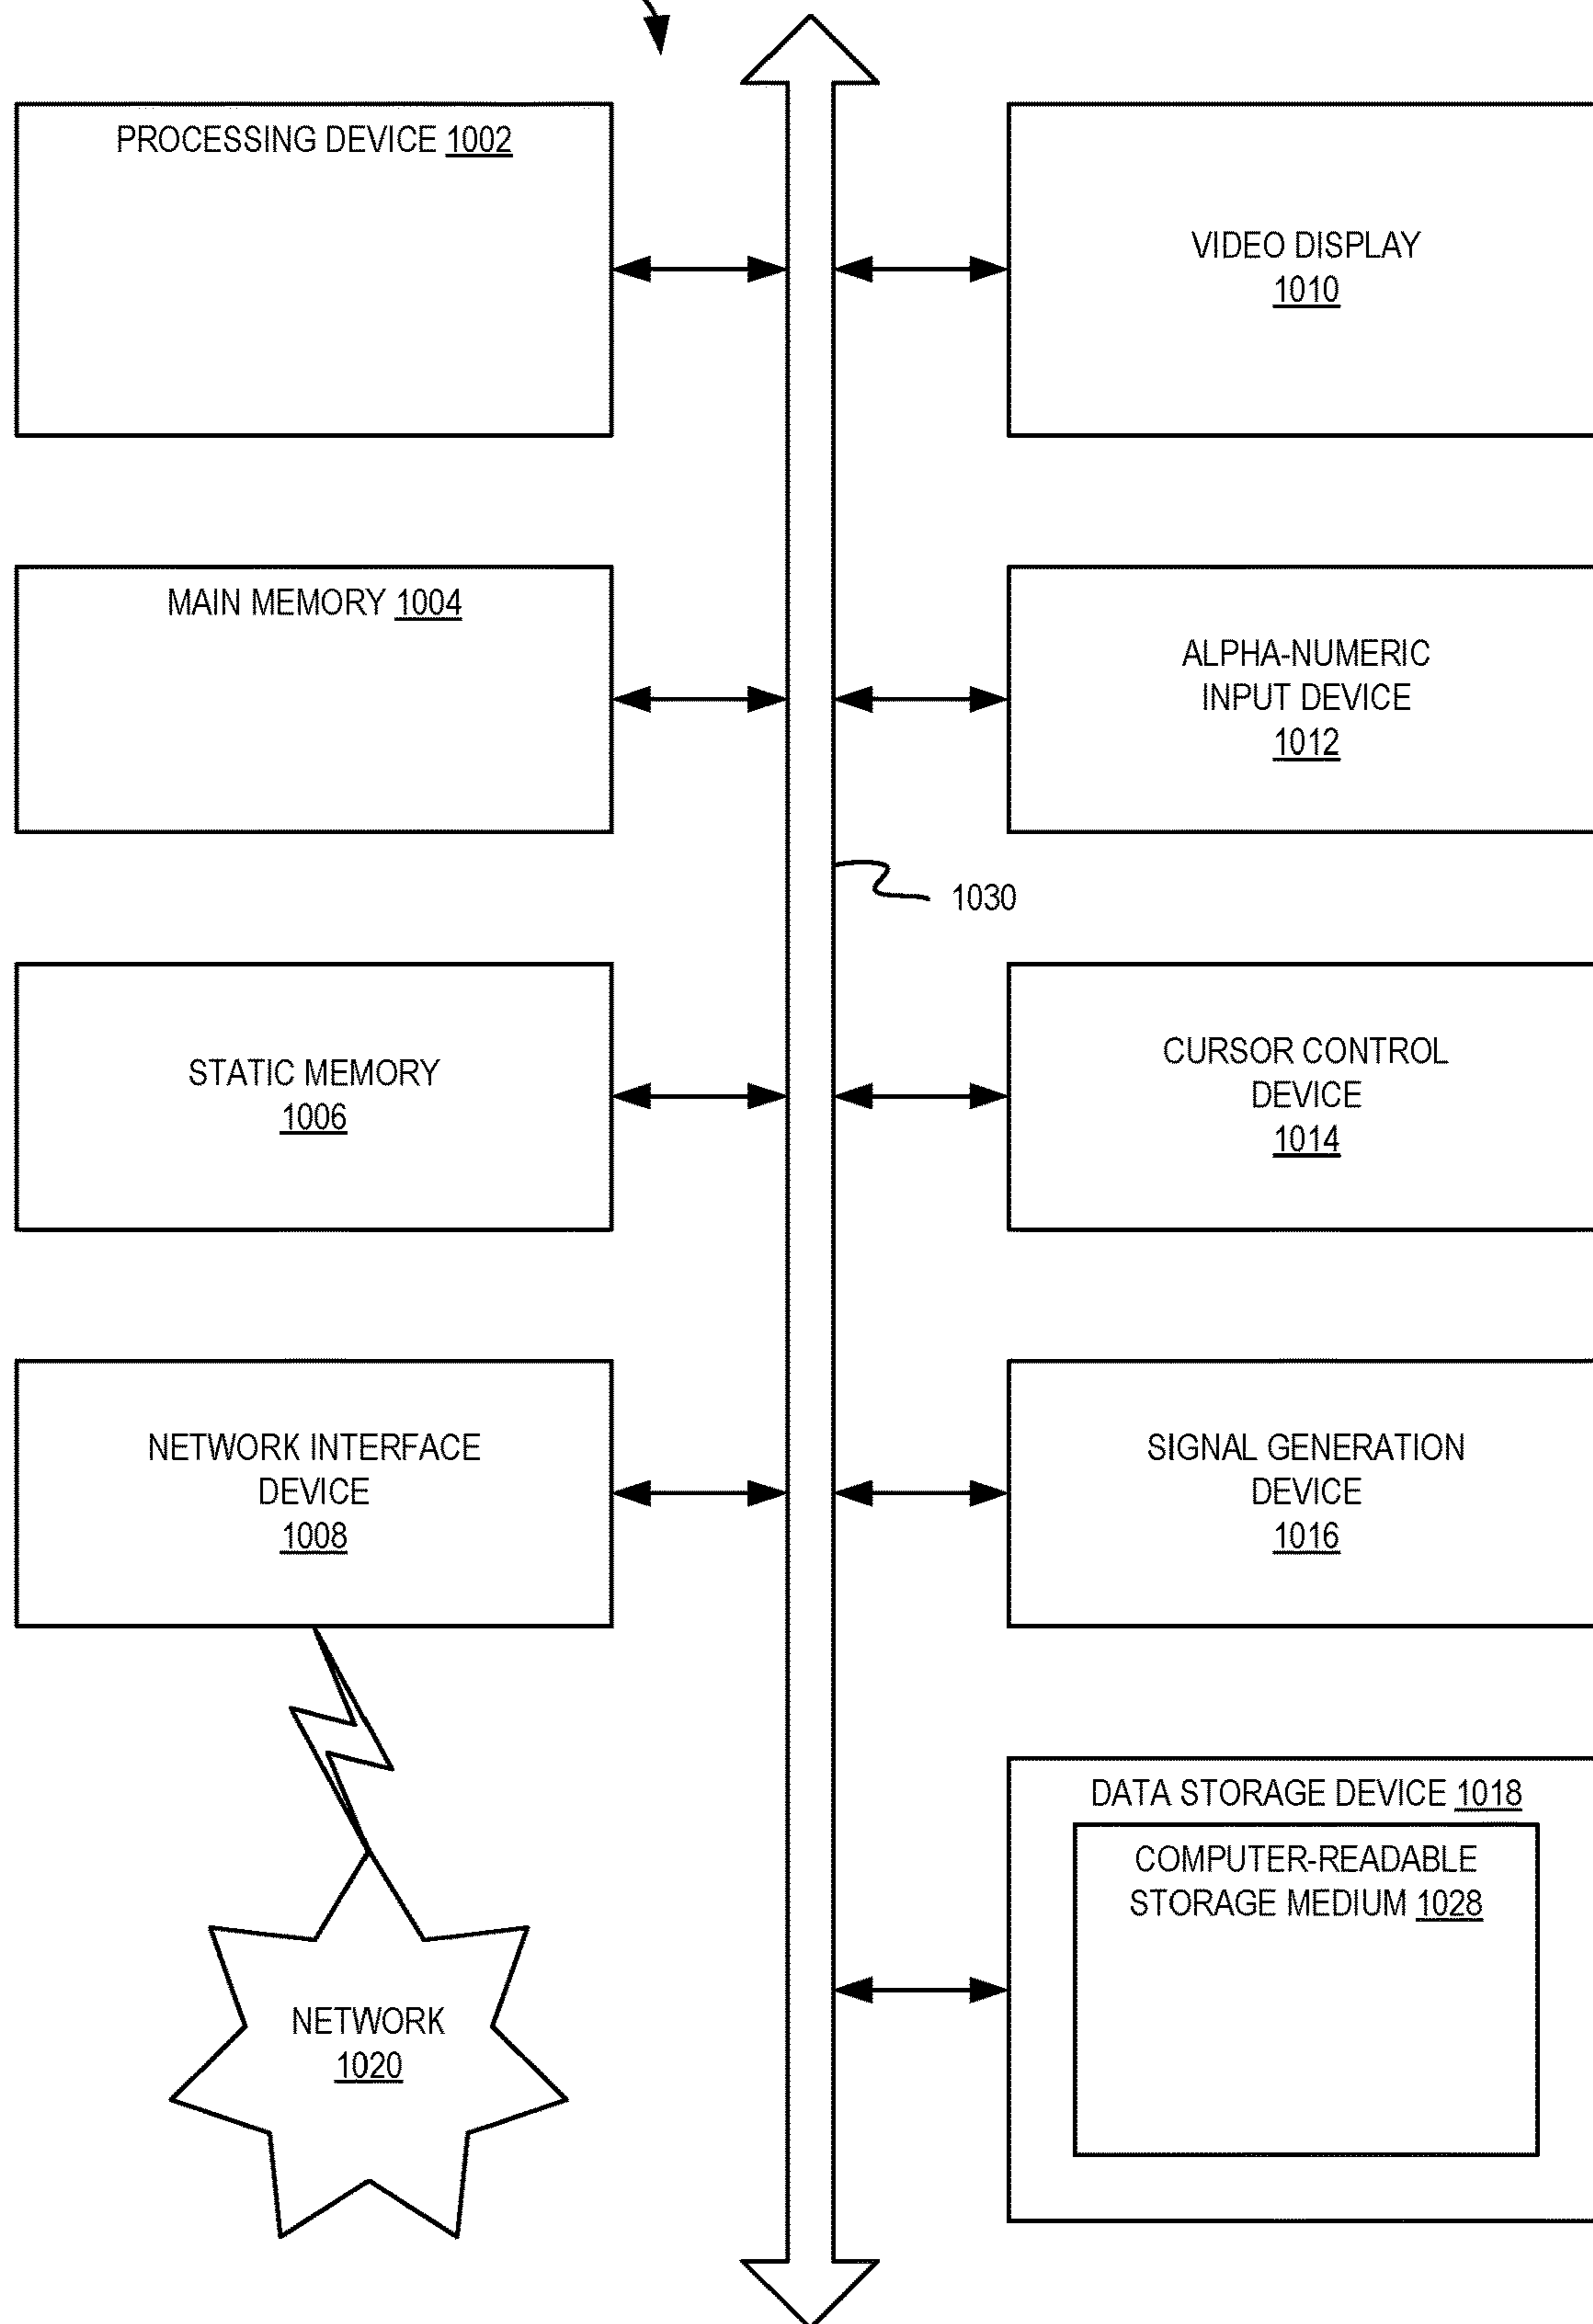 PROCESSING DEVICE 1002
VIDEO DISPLAY
1010
MAIN MEMORY 1004
ALPHA-NUMERIC
INPUT DEVICE
1012
1030
STATIC MEMORY
1006
CURSOR CONTROL
DEVICE
1014
NETWORK INTERFACE
DEVICE
1008
SIGNAL GENERATION
DEVICE
1016
DATA STORAGE DEVICE 1018
COMPUTER-READABLE
STORAGE MEDIUM 1028
NETWORK
1020